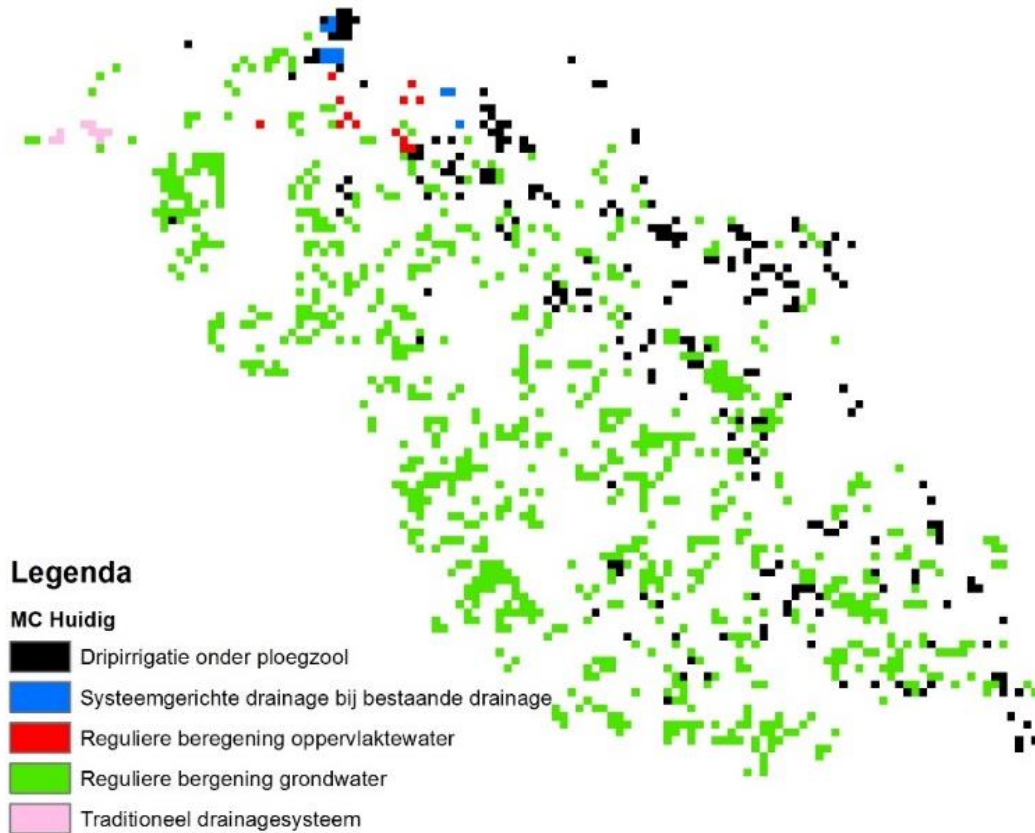 Legenda
MC Huidig
Dripirrigatie onder ploegzool
Systeemgerichte drainage bij bestaande drainage
Reguliere beregening oppervlaktewater
Reguliere bergening grondwater
Traditioneel drainagesysteem